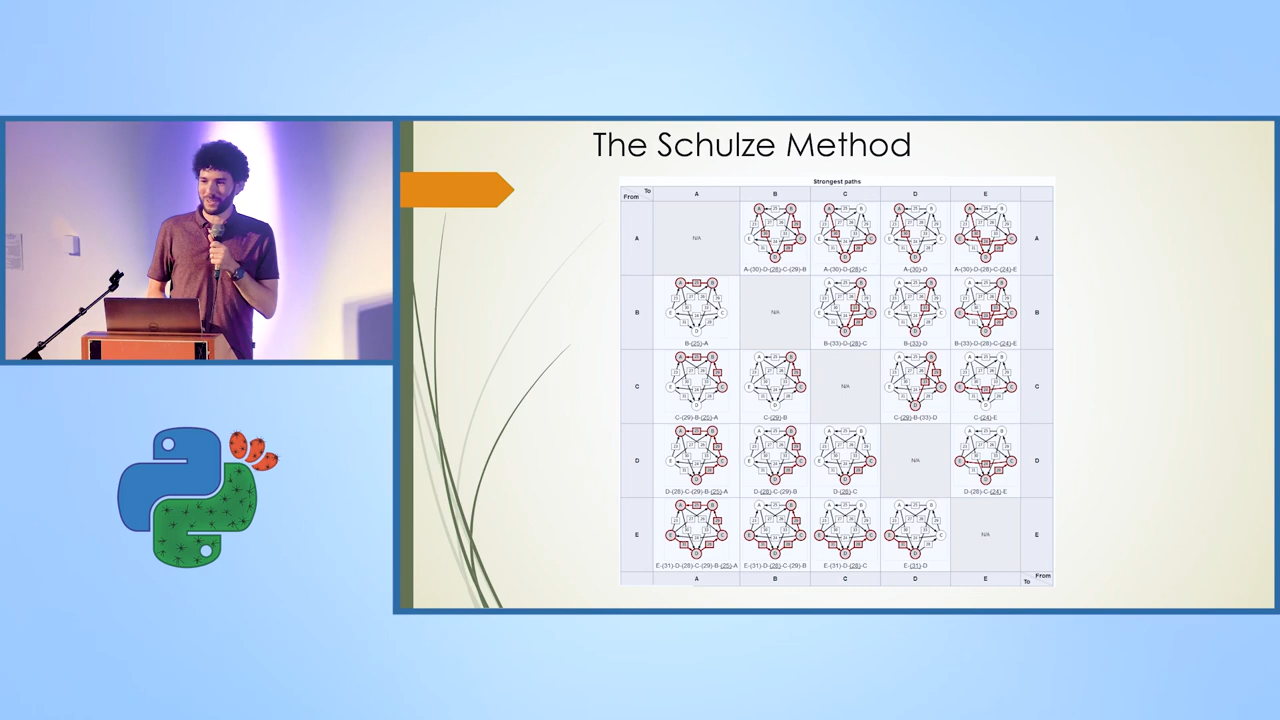 The Schulze Method
Strongest paths
To
From
A B C D E
A N/A A-(30)-D-(28)-C-(29)-B A-(30)-D-(28)-C A-(30)-D A-(30)-D-(28)-C-(24)-E A
B B-(25)-A N/A B-(33)-D-(28)-C B-(33)-D B-(33)-D-(28)-C-(24)-E B
C C-(29)-B-(25)-A C-(29)-B N/A C-(29)-B-(33)-D C-(24)-E C
D D-(28)-C-(29)-B-(25)-A D-(28)-C-(29)-B D-(28)-C N/A D-(28)-C-(24)-E D
E E-(31)-D-(28)-C-(29)-B-(25)-A E-(31)-D-(28)-C-(29)-B E-(31)-D-(28)-C E-(31)-D N/A E
A B C D E
From
To